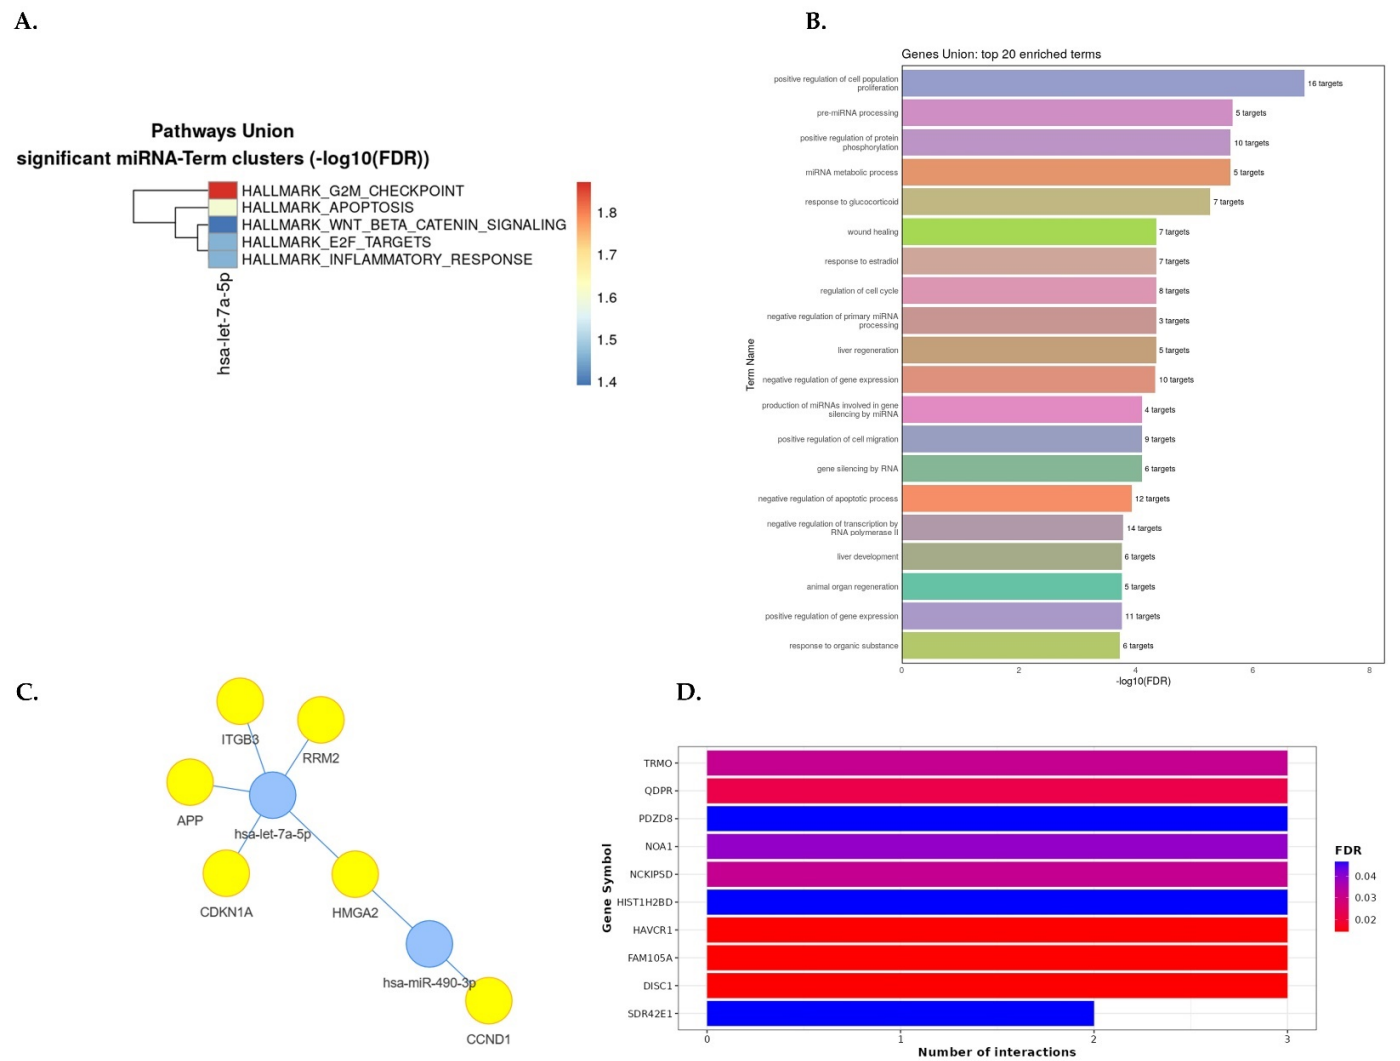 A.
Pathways Union
significant miRNA-Term clusters (-log10(FDR))
HALLMARK_G2M_CHECKPOINT
HALLMARK_APOPTOSIS
HALLMARK_WNT_BETA_CATENIN_SIGNALING
HALLMARK_E2F_TARGETS
HALLMARK_INFLAMMATORY_RESPONSE
hsa-let-7a-5p
1.8
1.7
1.6
1.5
1.4
B.
Genes Union: top 20 enriched terms
Term Name
positive regulation of cell population
proliferation
16 targets
pre-miRNA processing
5 targets
positive regulation of protein
phosphorylation
10 targets
miRNA metabolic process
5 targets
response to glucocorticoid
7 targets
wound healing
7 targets
response to estradiol
7 targets
regulation of cell cycle
8 targets
negative regulation of primary miRNA
processing
3 targets
liver regeneration
5 targets
negative regulation of gene expression
10 targets
production of miRNAs involved in gene
silencing by miRNA
4 targets
positive regulation of cell migration
9 targets
gene silencing by RNA
6 targets
negative regulation of apoptotic process
12 targets
negative regulation of transcription by
RNA polymerase II
14 targets
liver development
6 targets
animal organ regeneration
5 targets
positive regulation of gene expression
11 targets
response to organic substance
6 targets
0 2 4 6 8
-log10(FDR)
C.
ITGB3
RRM2
APP
hsa-let-7a-5p
CDKN1A
HMGA2
hsa-miR-490-3p
CCND1
D.
Gene Symbol
TRMO
QDPR
PDZD8
NOA1
NCKIPSD
HIST1H2BD
HAVCR1
FAM105A
DISC1
SDR42E1
0 1 2 3
Number of interactions
FDR
0.04
0.03
0.02